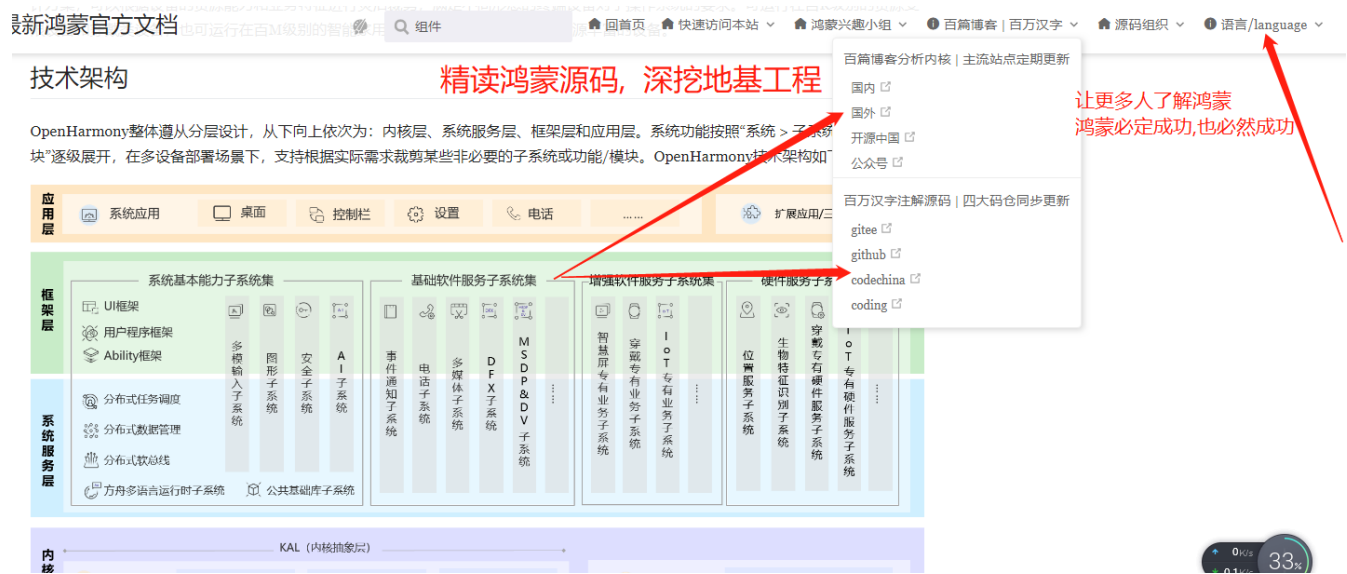 最新鸿蒙官方文档
组件
回首页
快速访问本站
鸿蒙兴趣小组
百篇博客 | 百万汉字
源码组织
语言/language
也可运行在百M级别的智能家
技术架构
精读鸿蒙源码, 深挖地基工程
百篇博客分析内核 | 主流站点定期更新
国内
国外
开源中国
公众号
百万汉字注解源码 | 四大码仓同步更新
gitee
github
codechina
coding
让更多人了解鸿蒙
鸿蒙必定成功,也必然成功
OpenHarmony整体遵从分层设计，从下向上依次为：内核层、系统服务层、框架层和应用层。系统功能按照“系统 > 子系统
块”逐级展开，在多设备部署场景下，支持根据实际需求裁剪某些非必要的子系统或功能/模块。OpenHarmony技术架构如
应用层
系统应用
桌面
控制栏
设置
电话
……
扩展应用/三
框架层
系统基本能力子系统集
UI框架
用户程序框架
Ability框架
多模输入子系统
图形子系统
安全子系统
AI子系统
基础软件服务子系统集
事件通知子系统
电话子系统
多媒体子系统
DFX子系统
MSDP&DV子系统
……
增强软件服务子系统集
智慧屏专有业务子系统
穿戴专有业务子系统
IoT专有业务子系统
……
硬件服务子系
位置服务子系统
生物特征识别子系统
穿戴专有硬件服务子系统
IoT专有硬件服务子系统
……
系统服务层
分布式任务调度
分布式数据管理
分布式软总线
方舟多语言运行时子系统
公共基础库子系统
内核
KAL（内核抽象层）
0K/s
0.1K/s
33%